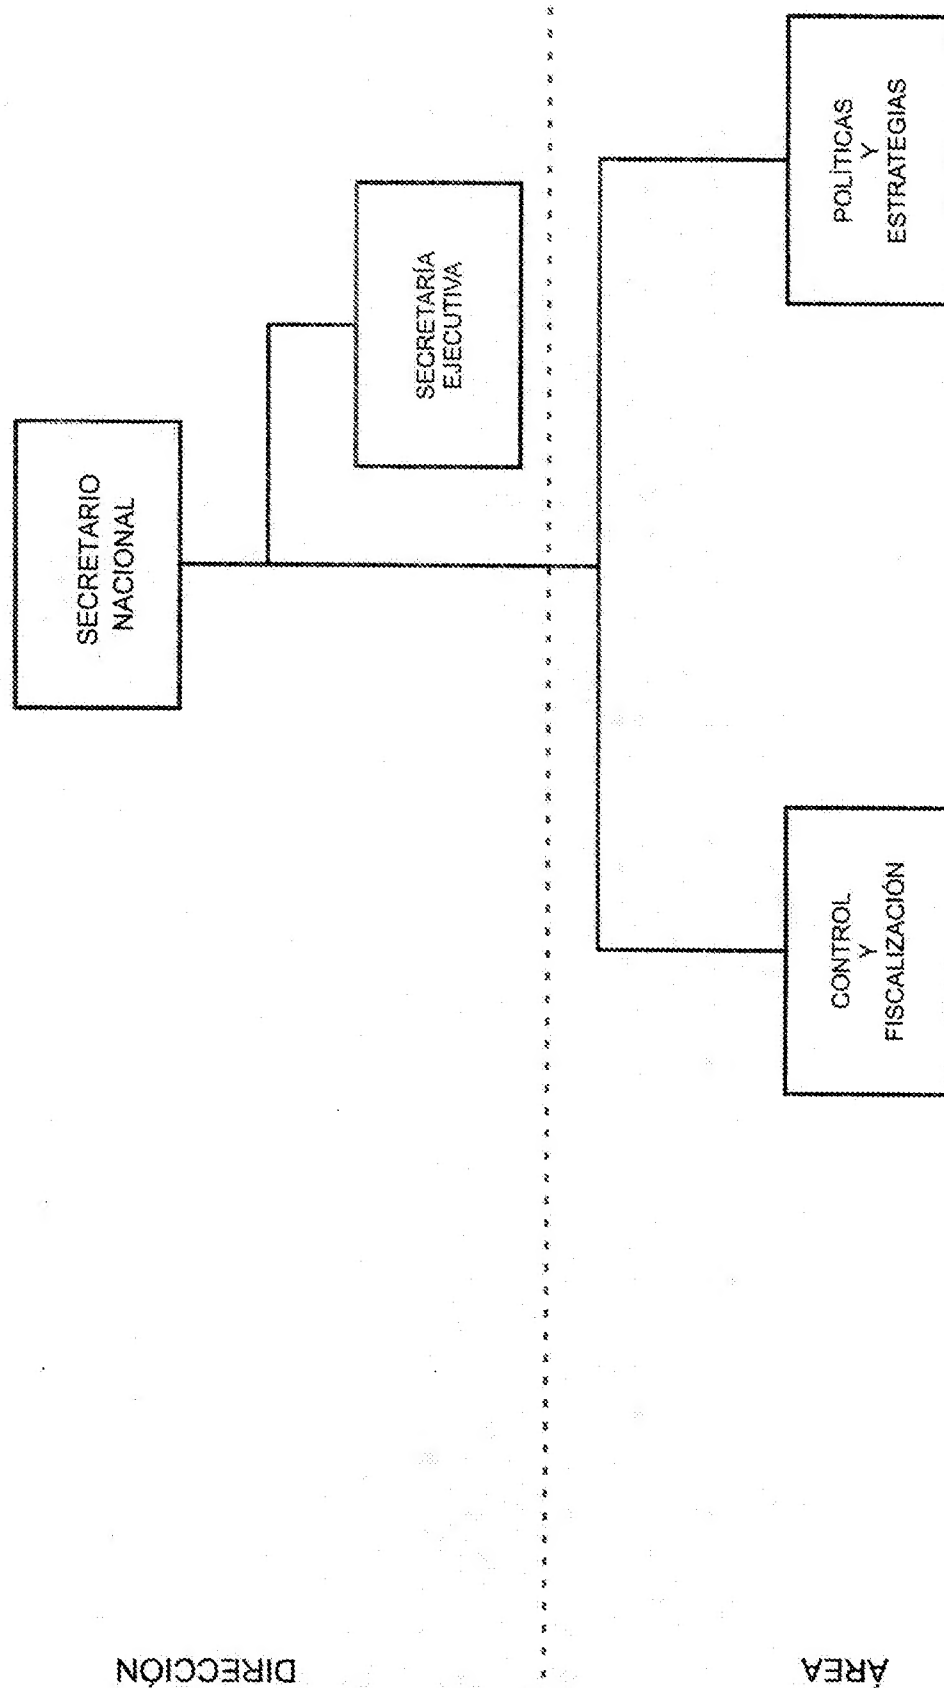 DIRECCIÓN
SECRETARIO
NACIONAL
SECRETARÍA
EJECUTIVA
ÁREA
CONTROL
Y
FISCALIZACIÓN
POLÍTICAS
Y
ESTRATEGIAS